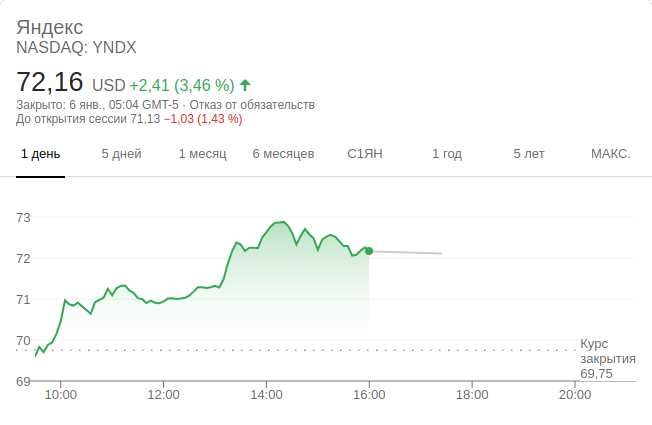 Яндекс
NASDAQ: YNDX
72,16 USD +2,41 (3,46 %)
Закрыто: 6 янв., 05:04 GMT-5 · Отказ от обязательств
До открытия сессии 71,13 −1,03 (1,43 %)
1 день 5 дней 1 месяц 6 месяцев С1ЯН 1 год 5 лет МАКС.
73
72
71
70
Курс
закрытия
69,75
69
10:00 12:00 14:00 16:00 18:00 20:00